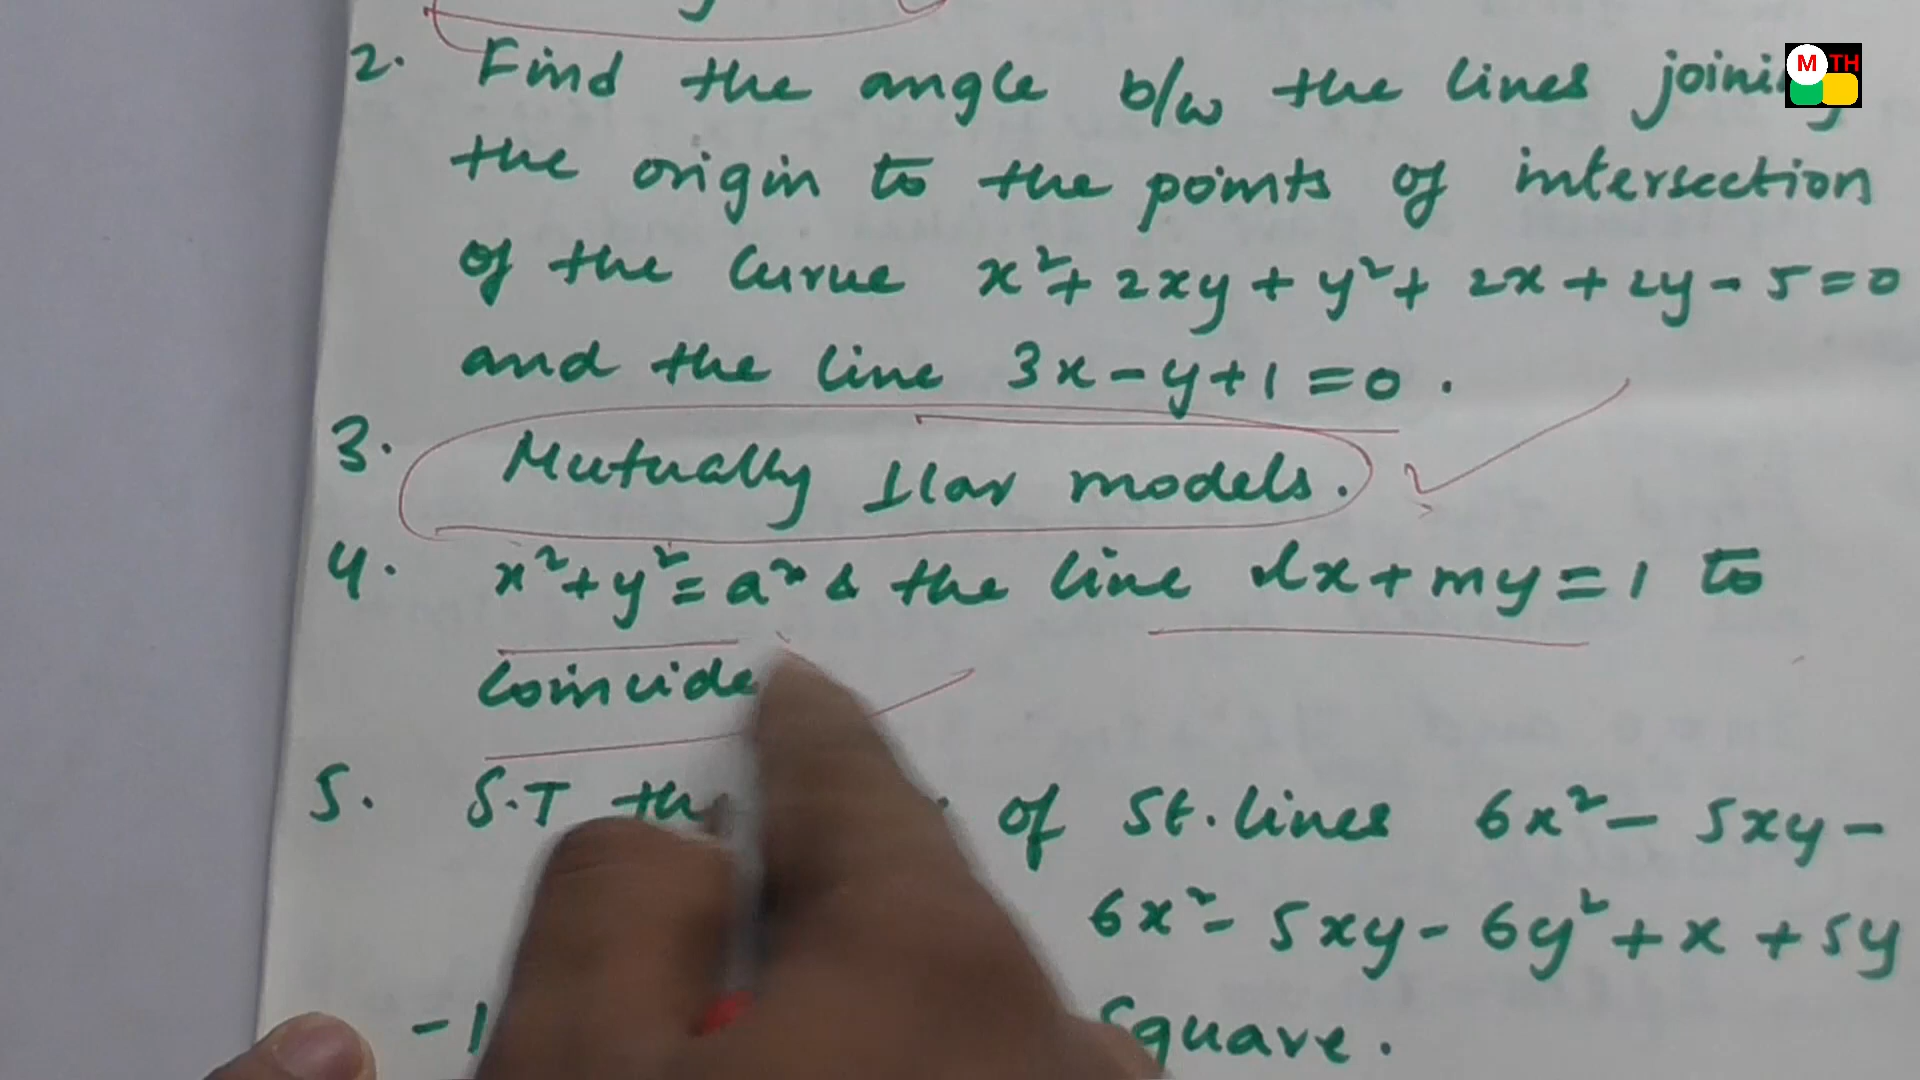 2. Find the angle b/w the lines
the origin to the points of intersection
of the curve x²+ 2xy + y²+ 2x + 2y - 5 = 0
and the line 3x - y + 1 = 0 .
3. Mutually ⊥lar models.
4. x²+y²= a² & the line lx + my = 1 to
coincide
5. S.T of St. lines 6x² - 5xy -
6x² - 5xy - 6y² + x + 5y
-1 Square.
M TH